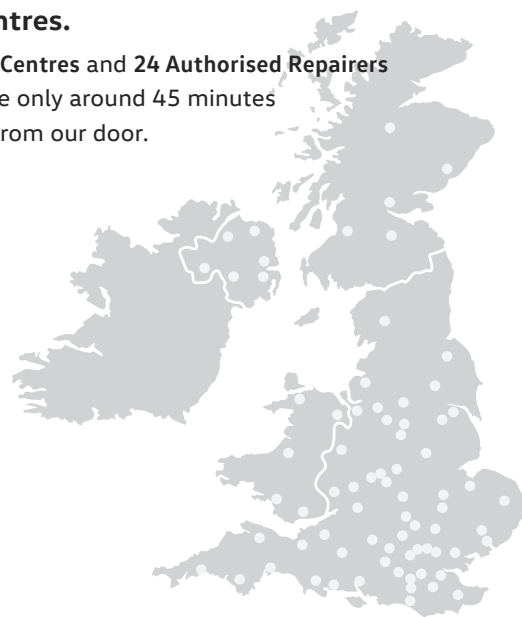 ntres.
Centres and 24 Authorised Repairers
e only around 45 minutes
rom our door.